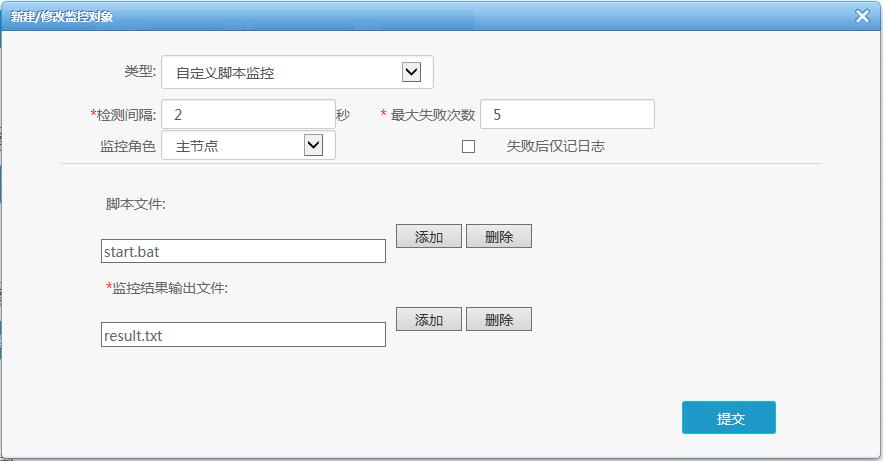 新建/修改监控对象
类型: 自定义脚本监控
*检测间隔: 2 秒 * 最大失败次数 5
监控角色 主节点 失败后仅记日志
脚本文件:
添加 删除
start.bat
*监控结果输出文件:
添加 删除
result.txt
提交